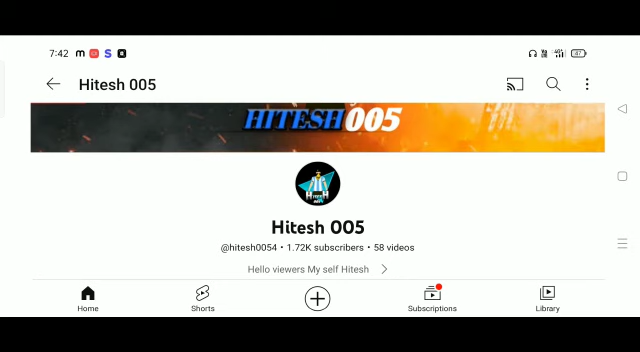 7:42
47
Hitesh 005
HITESH 005
Hitesh 005
@hitesh0054 • 1.72K subscribers • 58 videos
Hello viewers My self Hitesh
Home
Shorts
Subscriptions
Library